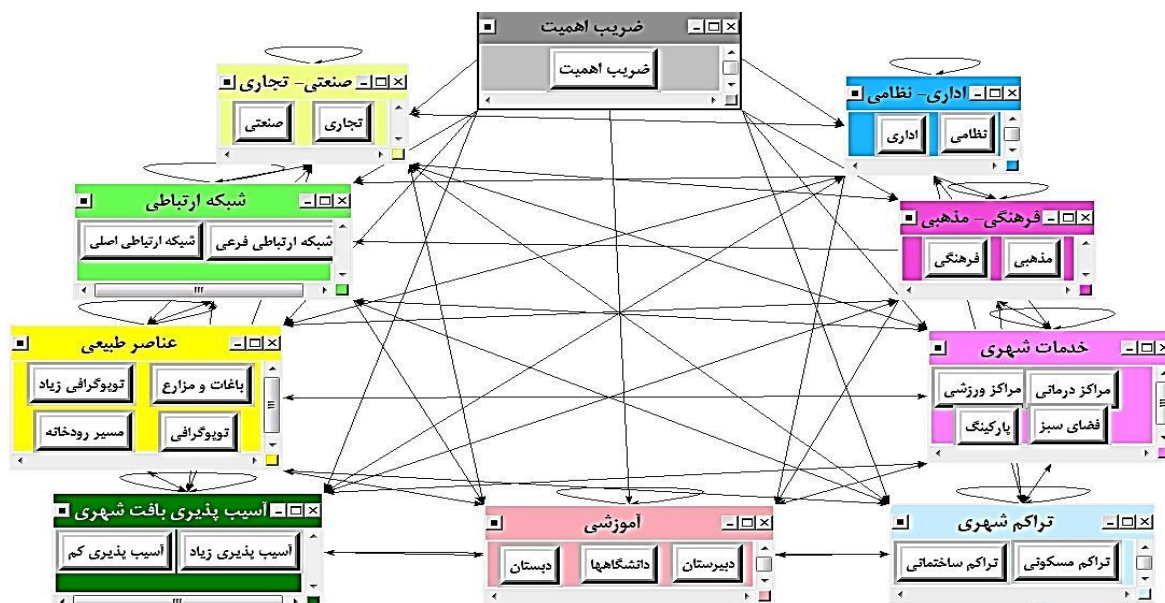 ضریب اهمیت
ضریب اهمیت
صنعتی- تجاری
صنعتی
تجاری
اداری- نظامی
اداری
نظامی
شبکه ارتباطی
شبکه ارتباطی اصلی
شبکه ارتباطی فرعی
فرهنگی- مذهبی
فرهنگی
مذهبی
عناصر طبیعی
توپوگرافی زیاد
باغات و مزارع
مسیر رودخانه
توپوگرافی
خدمات شهری
مراکز ورزشی
مراکز درمانی
پارکینگ
فضای سبز
آسیب پذیری بافت شهری
آسیب پذیری کم
آسیب پذیری زیاد
آموزشی
دبستان
دانشگاهها
دبیرستان
تراکم شهری
تراکم ساختمانی
تراکم مسکونی